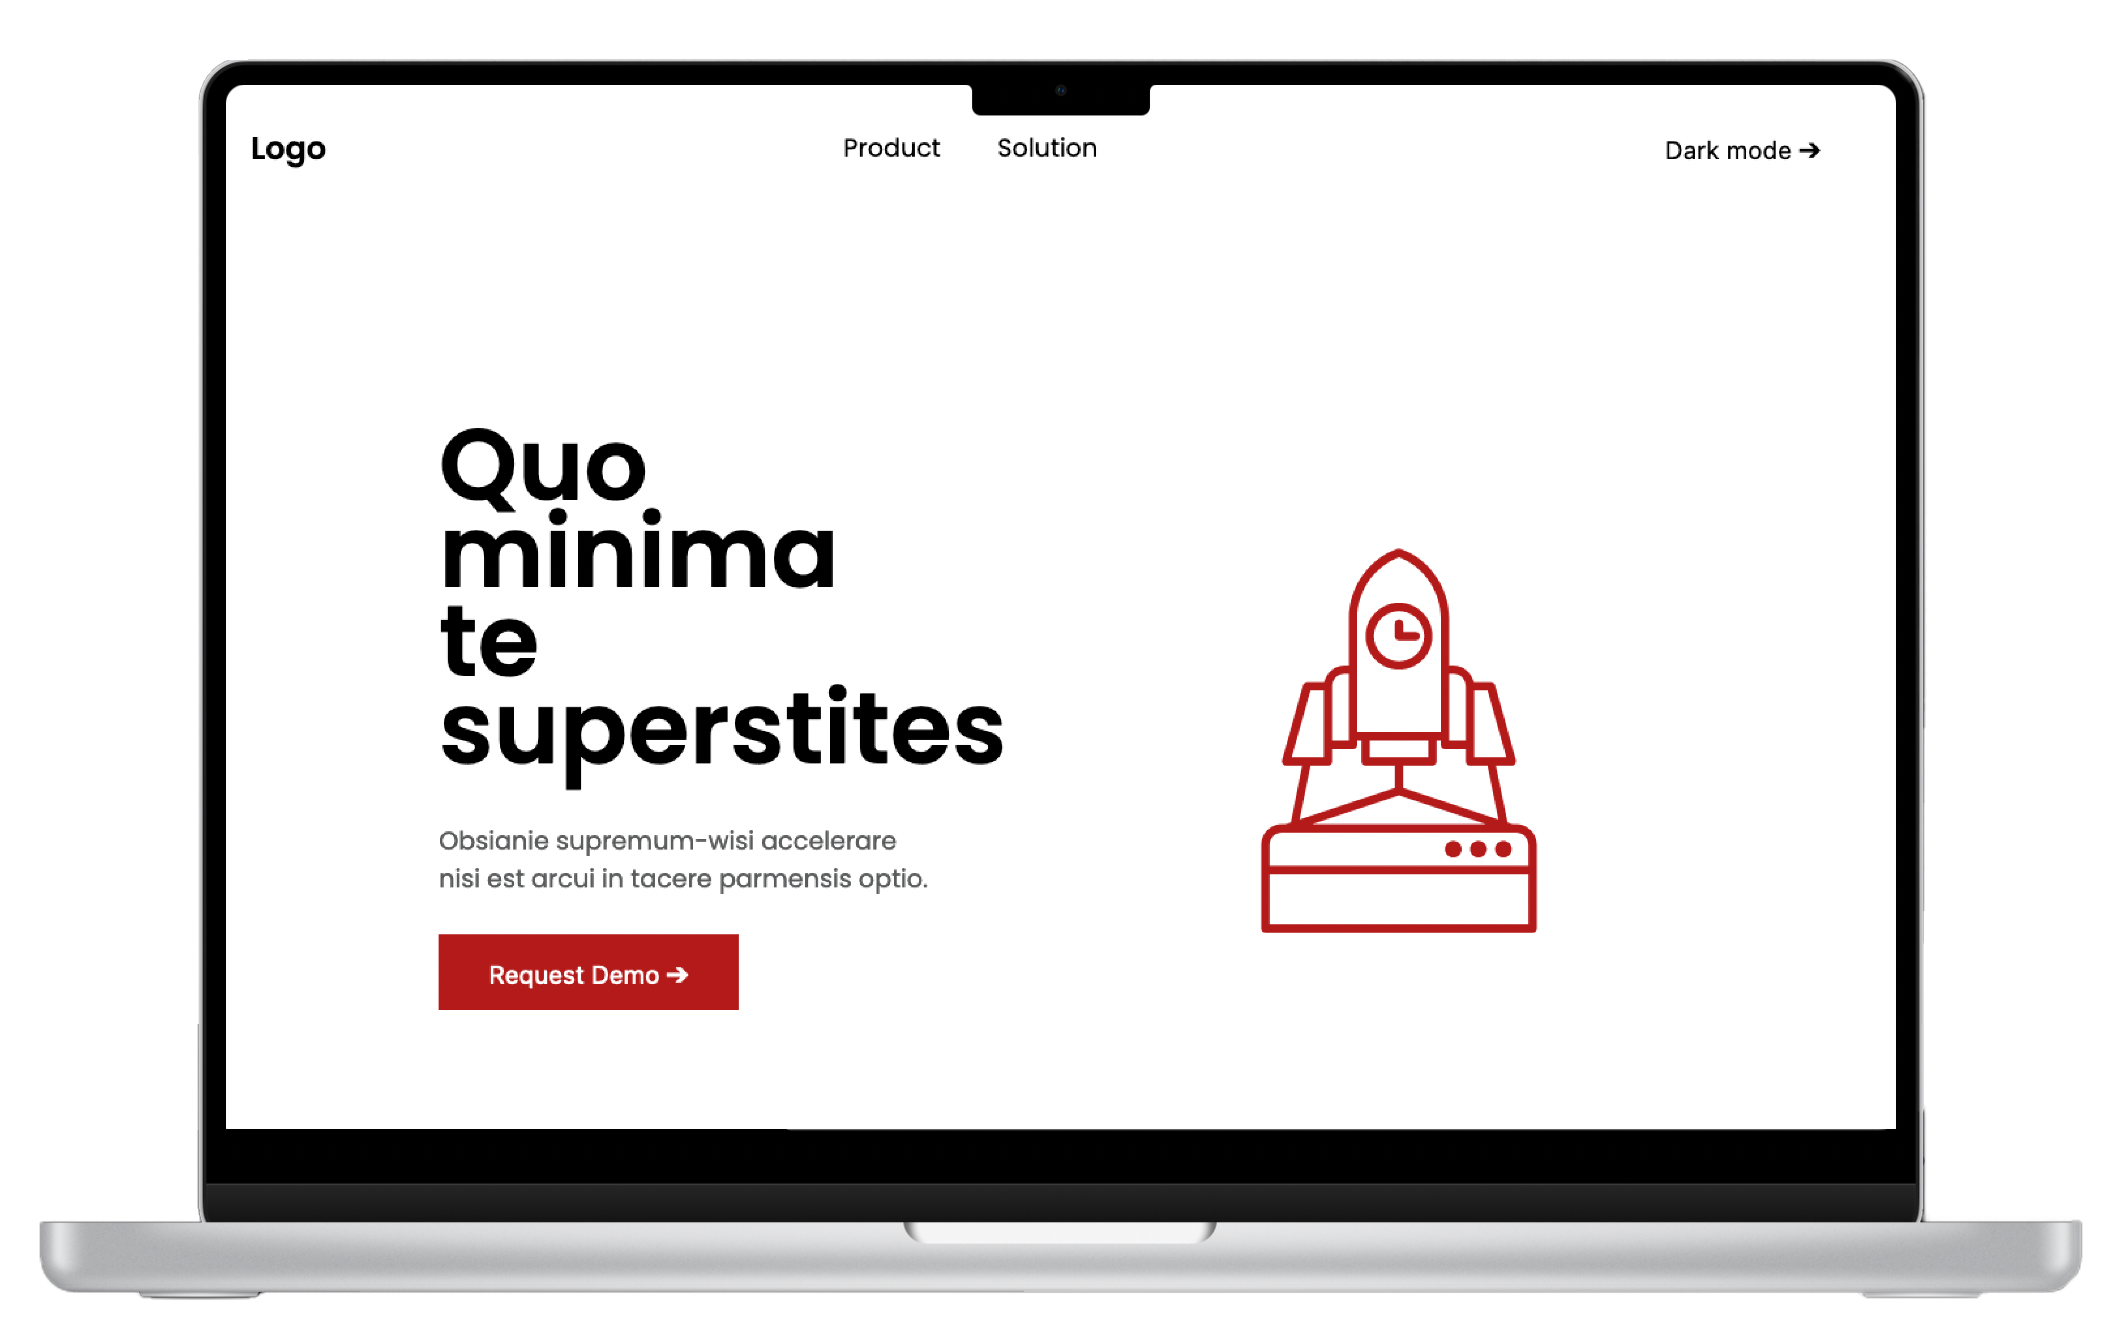 Logo
Product
Solution
Dark mode →
Quo
minima
te
superstites
Obsianie supremum-wisi accelerare
nisi est arcui in tacere parmensis optio.
Request Demo →